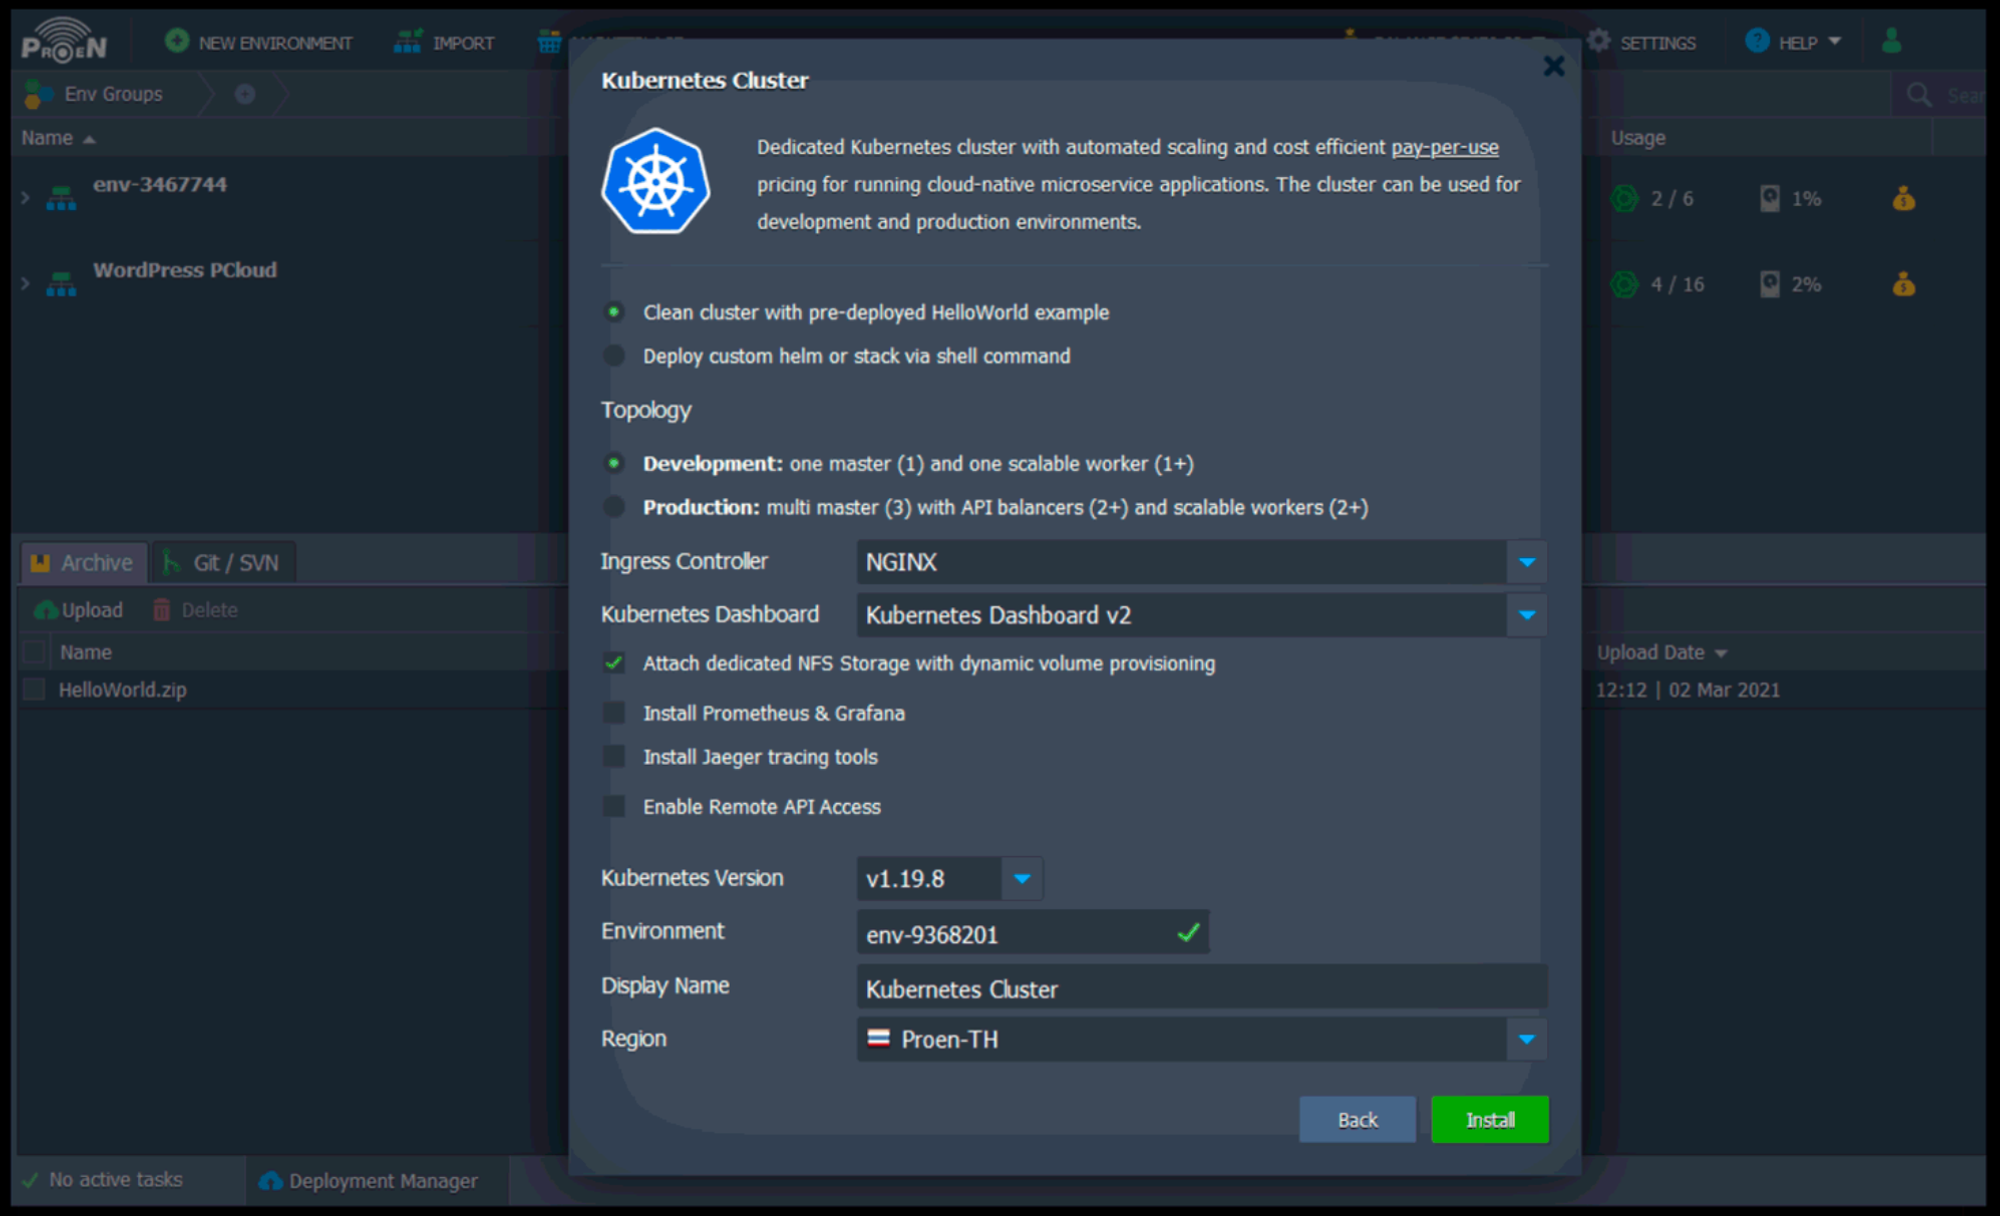 PROEN
NEW ENVIRONMENT
IMPORT
SETTINGS
HELP
Env Groups
Name
Usage
env-3467744
2 / 6
1%
WordPress PCloud
4 / 16
2%
Kubernetes Cluster
Dedicated Kubernetes cluster with automated scaling and cost efficient pay-per-use
pricing for running cloud-native microservice applications. The cluster can be used for
development and production environments.
Clean cluster with pre-deployed HelloWorld example
Deploy custom helm or stack via shell command
Topology
Development: one master (1) and one scalable worker (1+)
Production: multi master (3) with API balancers (2+) and scalable workers (2+)
Ingress Controller
NGINX
Kubernetes Dashboard
Kubernetes Dashboard v2
Attach dedicated NFS Storage with dynamic volume provisioning
Install Prometheus & Grafana
Install Jaeger tracing tools
Enable Remote API Access
Kubernetes Version
v1.19.8
Environment
env-9368201
Display Name
Kubernetes Cluster
Region
Proen-TH
Back
Install
Archive
Git / SVN
Upload
Delete
Name
Upload Date
HelloWorld.zip
12:12 | 02 Mar 2021
No active tasks
Deployment Manager